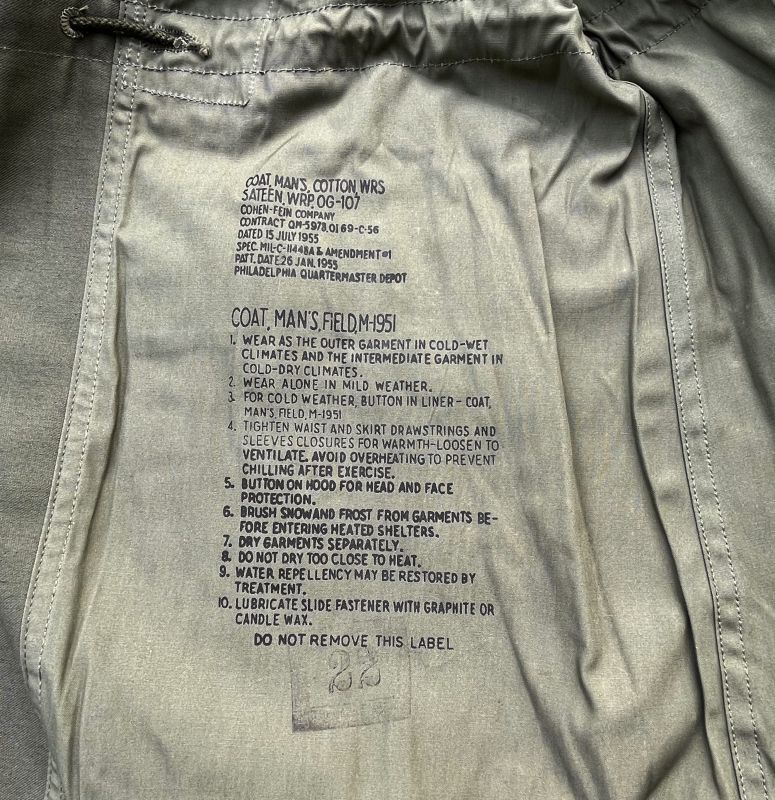 COAT, MAN'S, COTTON WRS
SATEEN, WRP. OG-107
COHEN-FEIN COMPANY
CONTRACT QM-5978, OI 69-C-56
DATED 15 JULY 1955
SPEC. MIL-C-11448A & AMENDMENT #1
PATT. DATE 26 JAN. 1955
PHILADELPHIA QUARTERMASTER DEPOT
COAT, MAN'S, FIELD, M-1951
1. WEAR AS THE OUTER GARMENT IN COLD-WET
CLIMATES AND THE INTERMEDIATE GARMENT IN
COLD-DRY CLIMATES.
2. WEAR ALONE IN MILD WEATHER.
3. FOR COLD WEATHER, BUTTON IN LINER - COAT,
MAN'S, FIELD, M-1951
4. TIGHTEN WAIST AND SKIRT DRAWSTRINGS AND
SLEEVES CLOSURES FOR WARMTH-LOOSEN TO
VENTILATE. AVOID OVERHEATING TO PREVENT
CHILLING AFTER EXERCISE.
5. BUTTON ON HOOD FOR HEAD AND FACE
PROTECTION.
6. BRUSH SNOW AND FROST FROM GARMENTS BE-
FORE ENTERING HEATED SHELTERS.
7. DRY GARMENTS SEPARATELY.
8. DO NOT DRY TOO CLOSE TO HEAT.
9. WATER REPELLENCY MAY BE RESTORED BY
TREATMENT.
10. LUBRICATE SLIDE FASTENER WITH GRAPHITE OR
CANDLE WAX.
DO NOT REMOVE THIS LABEL
22